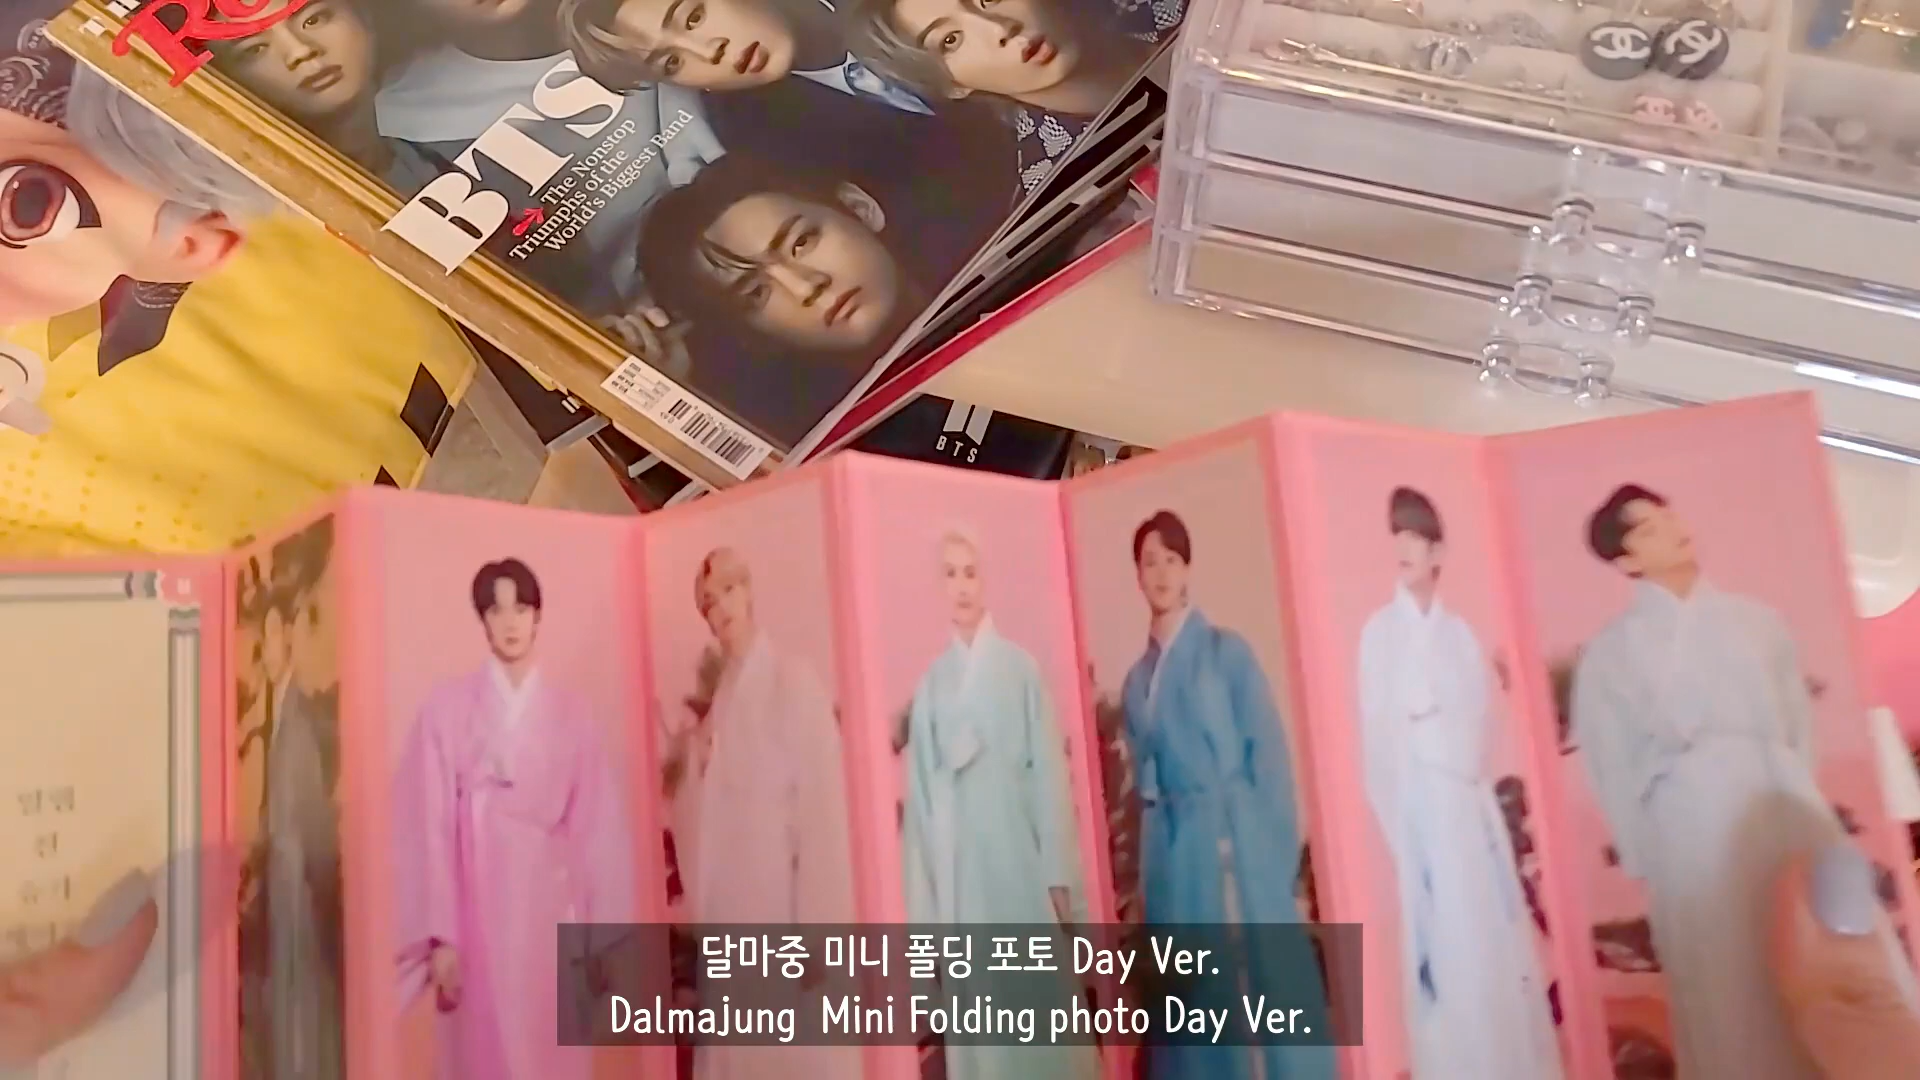 BTS
The Nonstop
Triumphs of the
World's Biggest Band
BTS
달마중 미니 폴딩 포토 Day Ver.
Dalmajung Mini Folding photo Day Ver.